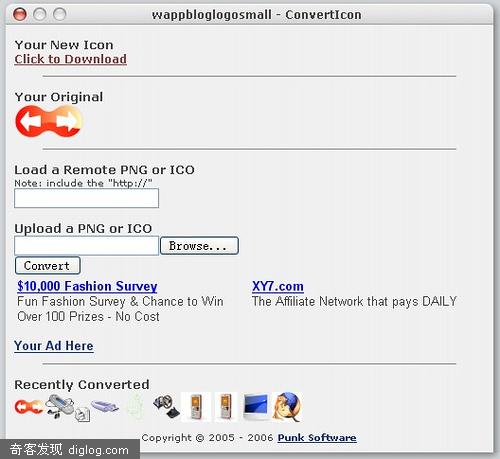 wappbloglogosmall - ConvertIcon
Your New Icon
Click to Download
Your Original
Load a Remote PNG or ICO
Note: include the "http://"
Upload a PNG or ICO
Browse...
Convert
$10,000 Fashion Survey
Fun Fashion Survey & Chance to Win
Over 100 Prizes - No Cost
XY7.com
The Affiliate Network that pays DAILY
Your Ad Here
Recently Converted
Copyright © 2005 - 2006 Punk Software
奇客发现 diglog.com